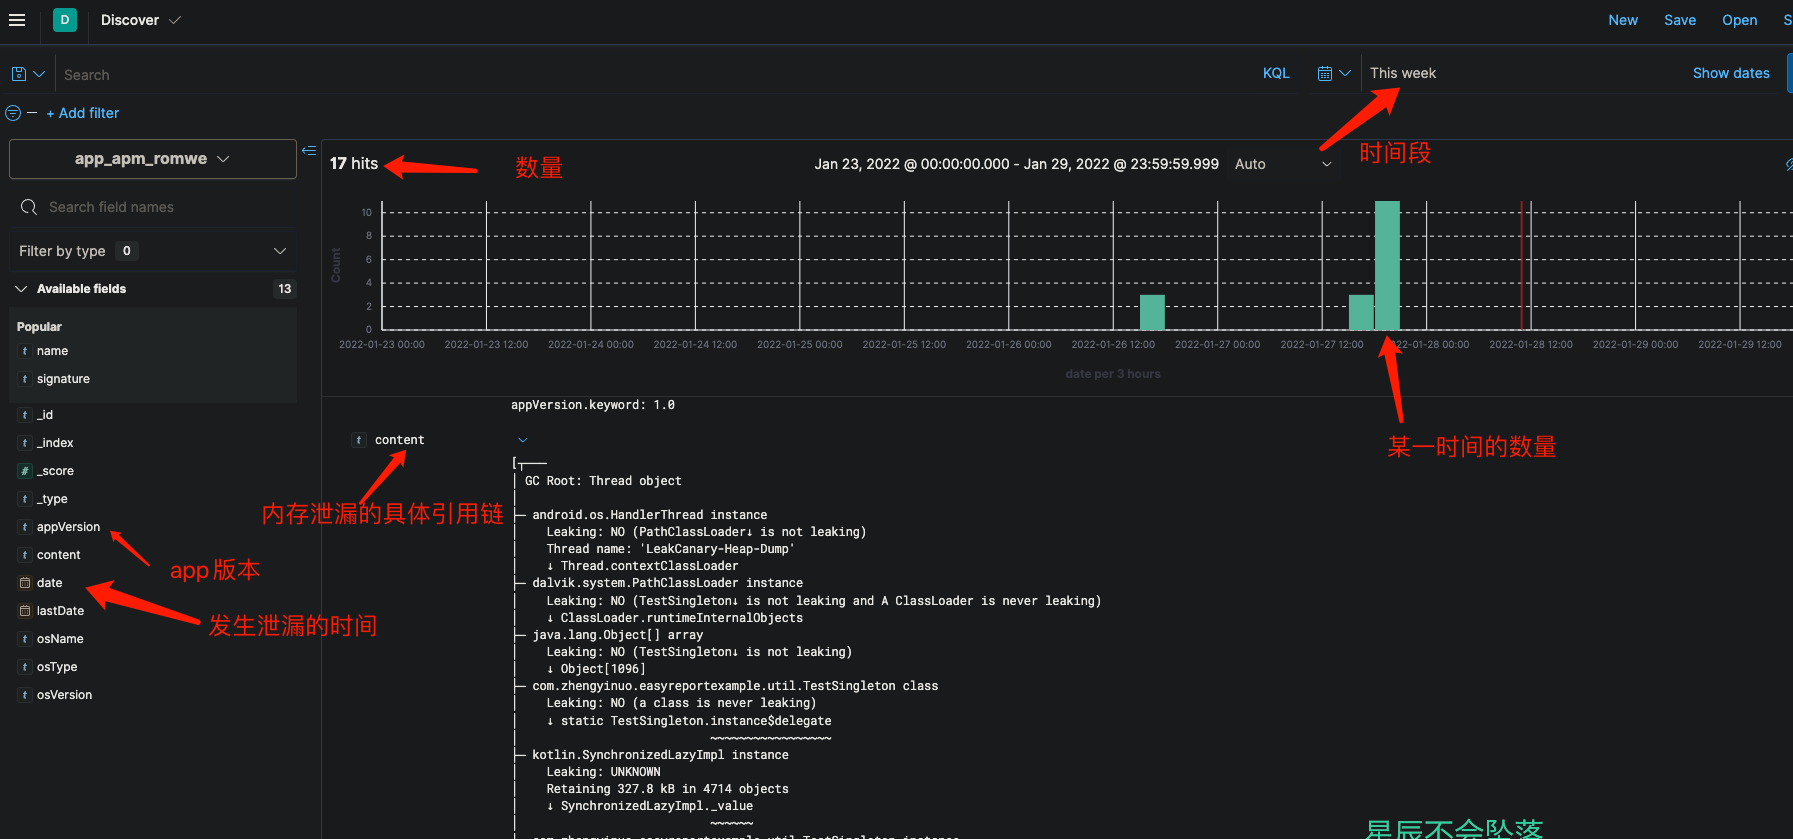 D Discover New Save Open S
Search KQL This week Show dates
+ Add filter
时间段
app_apm_romwe
17 hits 数量 Jan 23, 2022 @ 00:00:00.000 - Jan 29, 2022 @ 23:59:59.999 Auto
Search field names
Filter by type 0
Available fields 13
Popular
t name
t signature
t _id
t _index
# _score
t _type
t appVersion
t content
date
lastDate
t osName
t osType
t osVersion
app版本
发生泄漏的时间
Count
10
8
6
4
2
0
2022-01-23 00:00 2022-01-23 12:00 2022-01-24 00:00 2022-01-24 12:00 2022-01-25 00:00 2022-01-25 12:00 2022-01-26 00:00 2022-01-26 12:00 2022-01-27 00:00 2022-01-27 12:00 2022-01-28 00:00 2022-01-28 12:00 2022-01-29 00:00 2022-01-29 12:00
date per 3 hours
某一时间的数量
appVersion.keyword: 1.0
t content
内存泄漏的具体引用链
[┬───
│ GC Root: Thread object
│
├─ android.os.HandlerThread instance
│    Leaking: NO (PathClassLoader↓ is not leaking)
│    Thread name: 'LeakCanary-Heap-Dump'
│    ↓ Thread.contextClassLoader
├─ dalvik.system.PathClassLoader instance
│    Leaking: NO (TestSingleton↓ is not leaking and A ClassLoader is never leaking)
│    ↓ ClassLoader.runtimeInternalObjects
├─ java.lang.Object[] array
│    Leaking: NO (TestSingleton↓ is not leaking)
│    ↓ Object[1096]
├─ com.zhengyinuo.easyreportexample.util.TestSingleton class
│    Leaking: NO (a class is never leaking)
│    ↓ static TestSingleton.instance$delegate
│                           ~~~~~~~~~~~~~~~~~
├─ kotlin.SynchronizedLazyImpl instance
│    Leaking: UNKNOWN
│    Retaining 327.8 kB in 4714 objects
│    ↓ SynchronizedLazyImpl._value
│                           ~~~~~~
├─ com.zhengyinuo.easyreportexample.util.TestSingleton instance
星辰不会坠落